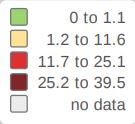 0 to 1.1
1.2 to 11.6
11.7 to 25.1
25.2 to 39.5
no data